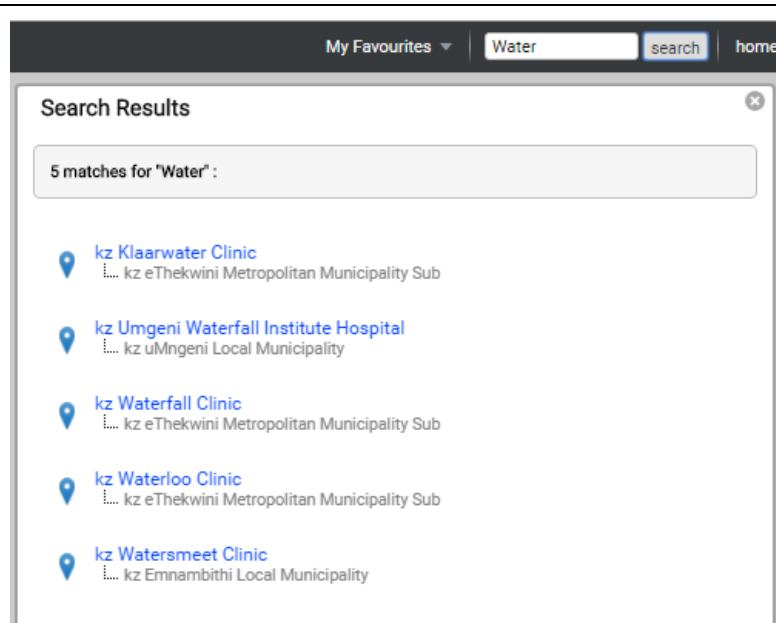 My Favourites Water search home
Search Results
5 matches for "Water" :
kz Klaarwater Clinic
kz eThekwini Metropolitan Municipality Sub
kz Umgeni Waterfall Institute Hospital
kz uMngeni Local Municipality
kz Waterfall Clinic
kz eThekwini Metropolitan Municipality Sub
kz Waterloo Clinic
kz eThekwini Metropolitan Municipality Sub
kz Watersmeet Clinic
kz Emnambithi Local Municipality